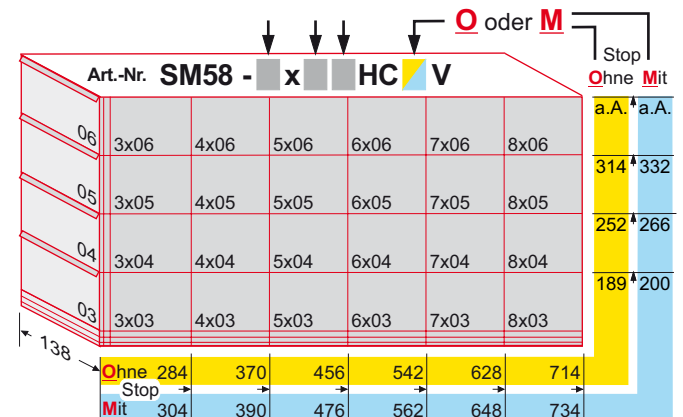 O oder M
Stop
Ohne Mit
Art.-Nr. SM58 - x HC V
a.A. a.A.
06 3x06 4x06 5x06 6x06 7x06 8x06
314 332
05 3x05 4x05 5x05 6x05 7x05 8x05
252 266
04 3x04 4x04 5x04 6x04 7x04 8x04
189 200
03 3x03 4x03 5x03 6x03 7x03 8x03
138
Ohne 284 370 456 542 628 714
Stop
Mit 304 390 476 562 648 734